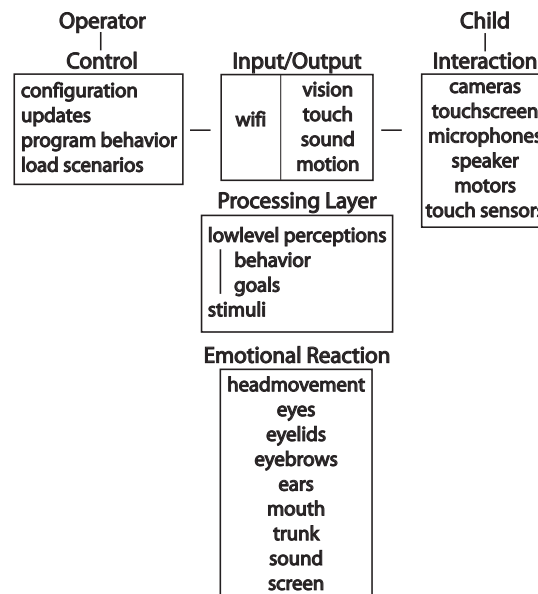 Operator
Control
configuration
updates
program behavior
load scenarios
Input/Output
wifi
vision
touch
sound
motion
Child
Interaction
cameras
touchscreen
microphones
speaker
motors
touch sensors
Processing Layer
lowlevel perceptions
behavior
goals
stimuli
Emotional Reaction
headmovement
eyes
eyelids
eyebrows
ears
mouth
trunk
sound
screen